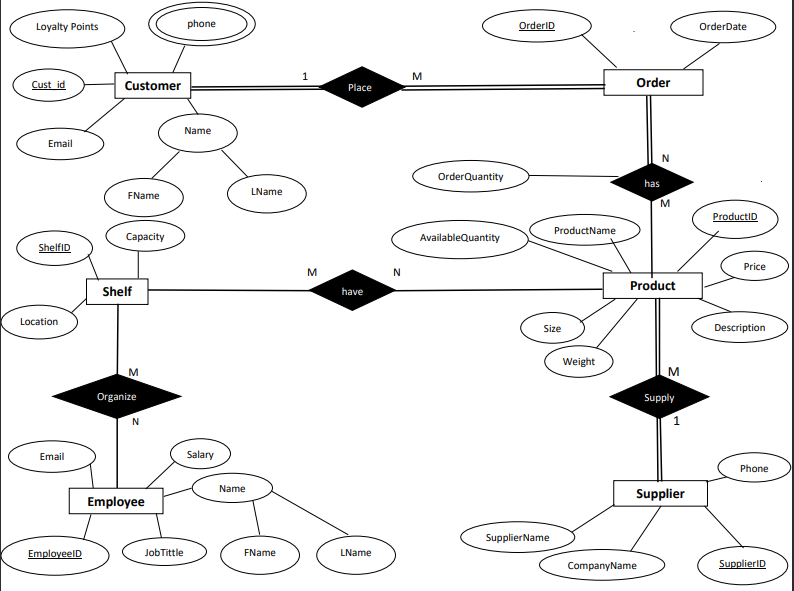 Loyalty Points
phone
OrderID
OrderDate
Cust_id
Customer
1
Place
M
Order
Email
Name
FName
LName
N
OrderQuantity
has
M
ProductID
Capacity
AvailableQuantity
ProductName
ShelfID
Price
Shelf
M
have
N
Product
Location
Size
Description
Weight
M
Organize
N
M
Supply
1
Email
Salary
Name
Phone
Employee
Supplier
EmployeeID
JobTittle
FName
LName
SupplierName
CompanyName
SupplierID